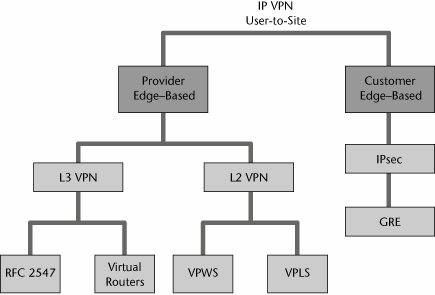 IP VPN
User-to-Site
Provider
Edge–Based
Customer
Edge–Based
L3 VPN
L2 VPN
IPsec
GRE
RFC 2547
Virtual
Routers
VPWS
VPLS